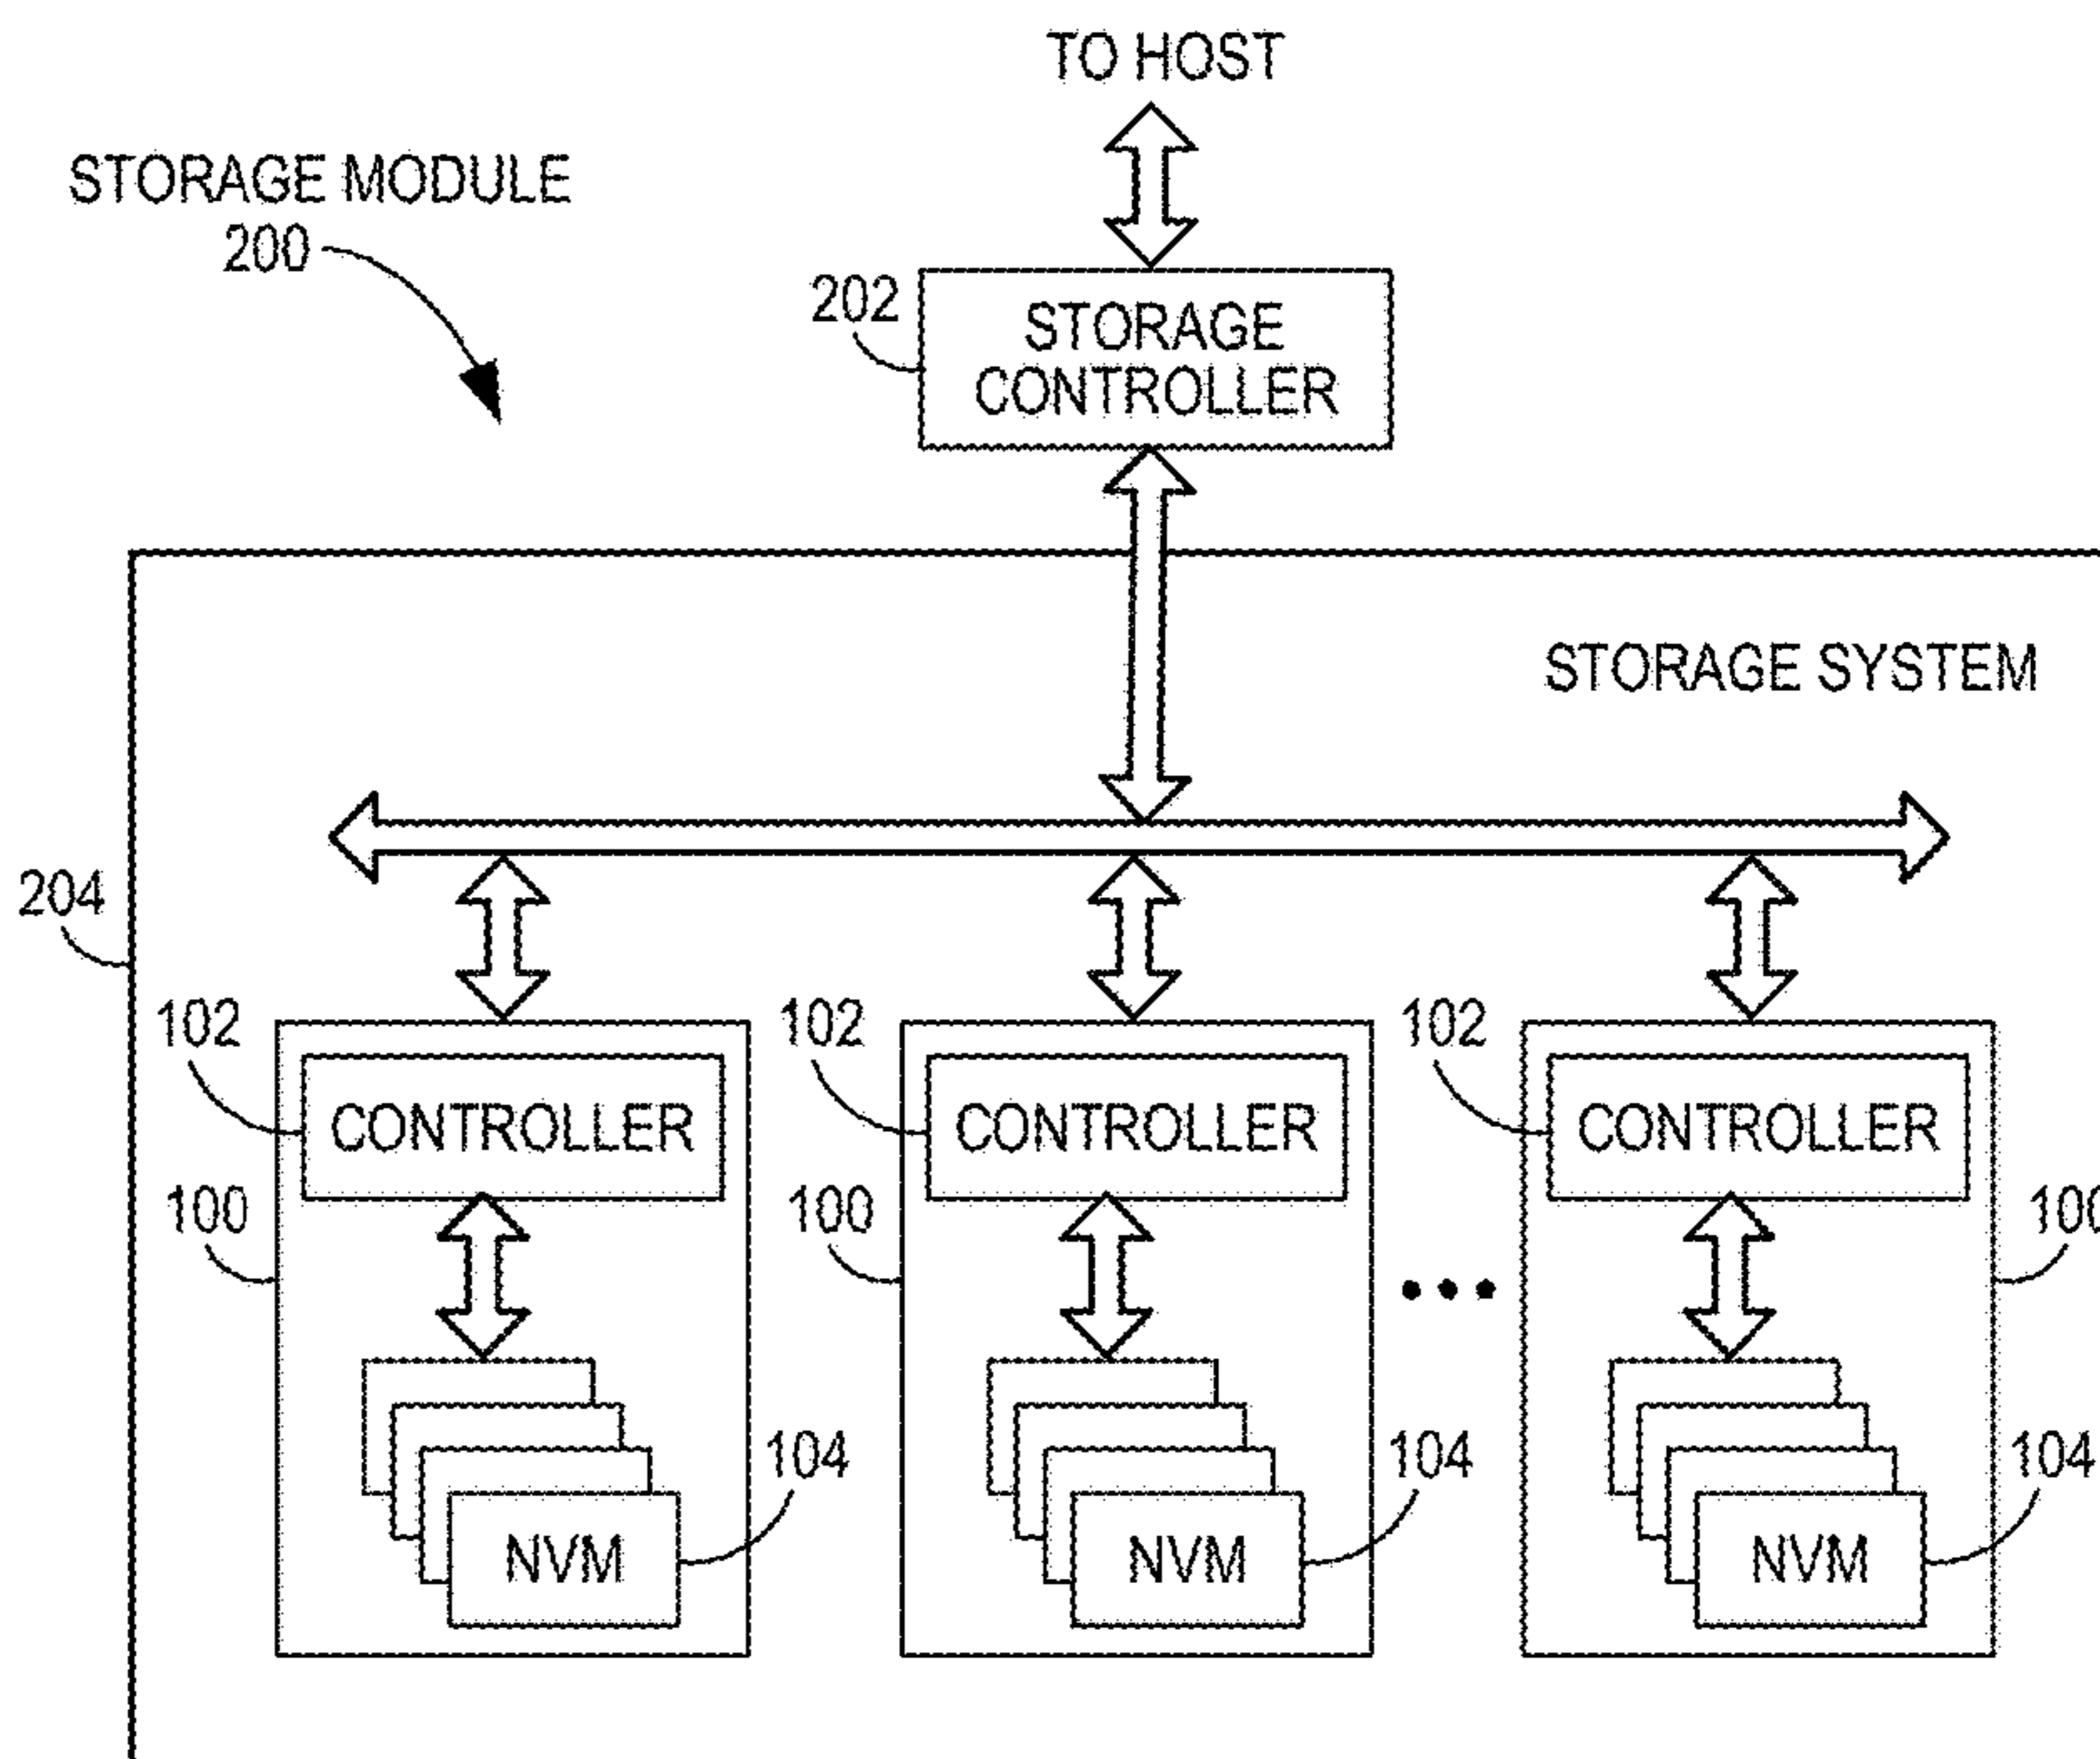 TO HOST
STORAGE MODULE
200
202
STORAGE
CONTROLLER
STORAGE SYSTEM
204
102
CONTROLLER
102
CONTROLLER
102
CONTROLLER
100
100
100
104
NVM
104
NVM
104
NVM